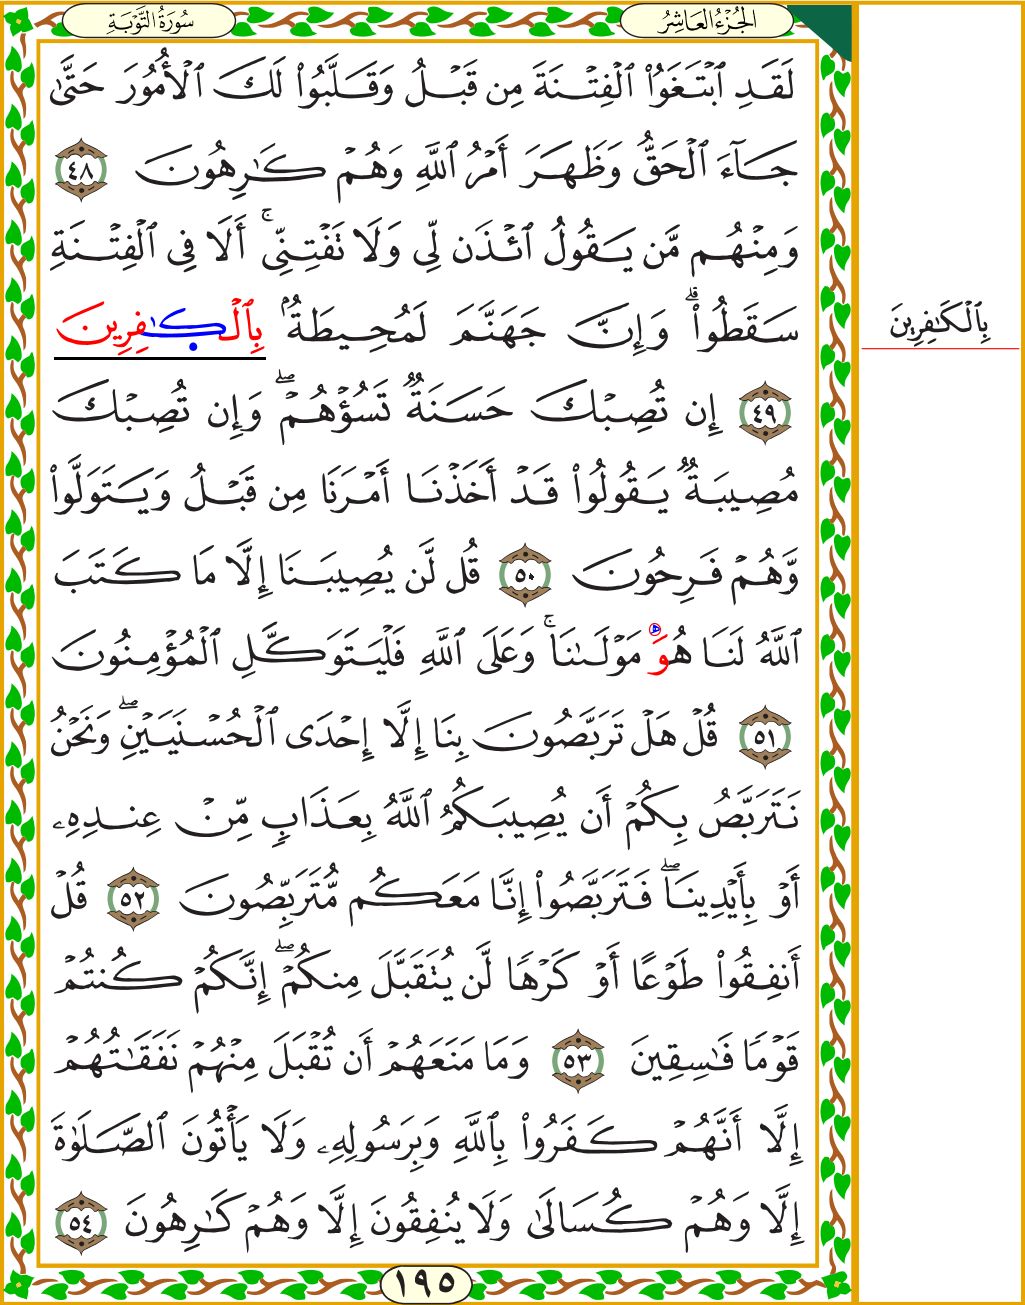 سُورَةُ التَّوْبَةِ
الجُزْءُ العَاشِرُ
لَقَدِ ٱبْتَغَوُا۟ ٱلْفِتْنَةَ مِن قَبْلُ وَقَلَّبُوا۟ لَكَ ٱلْأُمُورَ حَتَّىٰ
جَآءَ ٱلْحَقُّ وَظَهَرَ أَمْرُ ٱللَّهِ وَهُمْ كَٰرِهُونَ ٤٨
وَمِنْهُم مَّن يَقُولُ ٱئْذَن لِّى وَلَا تَفْتِنِّىٓ ۚ أَلَا فِى ٱلْفِتْنَةِ
سَقَطُوا۟ ۗ وَإِنَّ جَهَنَّمَ لَمُحِيطَةٌۢ بِٱلْكَٰفِرِينَ
بِٱلْكَٰفِرِينَ
٤٩ إِن تُصِبْكَ حَسَنَةٌ تَسُؤْهُمْ ۖ وَإِن تُصِبْكَ
مُصِيبَةٌ يَقُولُوا۟ قَدْ أَخَذْنَآ أَمْرَنَا مِن قَبْلُ وَيَتَوَلَّوا۟
وَّهُمْ فَرِحُونَ ٥٠ قُل لَّن يُصِيبَنَآ إِلَّا مَا كَتَبَ
ٱللَّهُ لَنَا هُوَ مَوْلَىٰنَا ۚ وَعَلَى ٱللَّهِ فَلْيَتَوَكَّلِ ٱلْمُؤْمِنُونَ
٥١ قُلْ هَلْ تَرَبَّصُونَ بِنَآ إِلَّآ إِحْدَى ٱلْحُسْنَيَيْنِ ۖ وَنَحْنُ
نَتَرَبَّصُ بِكُمْ أَن يُصِيبَكُمُ ٱللَّهُ بِعَذَابٍ مِّنْ عِندِهِۦٓ
أَوْ بِأَيْدِينَا ۖ فَتَرَبَّصُوٓا۟ إِنَّا مَعَكُم مُّتَرَبِّصُونَ ٥٢ قُلْ
أَنفِقُوا۟ طَوْعًا أَوْ كَرْهًا لَّن يُتَقَبَّلَ مِنكُمْ ۖ إِنَّكُمْ كُنتُمْ
قَوْمًا فَٰسِقِينَ ٥٣ وَمَا مَنَعَهُمْ أَن تُقْبَلَ مِنْهُمْ نَفَقَٰتُهُمْ
إِلَّآ أَنَّهُمْ كَفَرُوا۟ بِٱللَّهِ وَبِرَسُولِهِۦ وَلَا يَأْتُونَ ٱلصَّلَوٰةَ
إِلَّا وَهُمْ كُسَالَىٰ وَلَا يُنفِقُونَ إِلَّا وَهُمْ كَٰرِهُونَ ٥٤
١٩٥